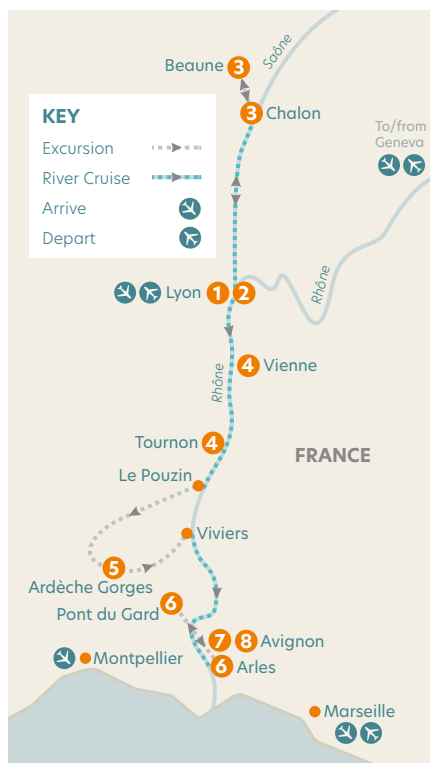 Saône
Beaune 3
3 Chalon
KEY
Excursion
River Cruise
Arrive
Depart
To/from
Geneva
Rhône
Lyon 1 2
Rhône
4 Vienne
Tournon 4
FRANCE
Le Pouzin
Viviers
5
Ardèche Gorges
Pont du Gard 6
7 8 Avignon
6 Arles
Montpellier
Marseille